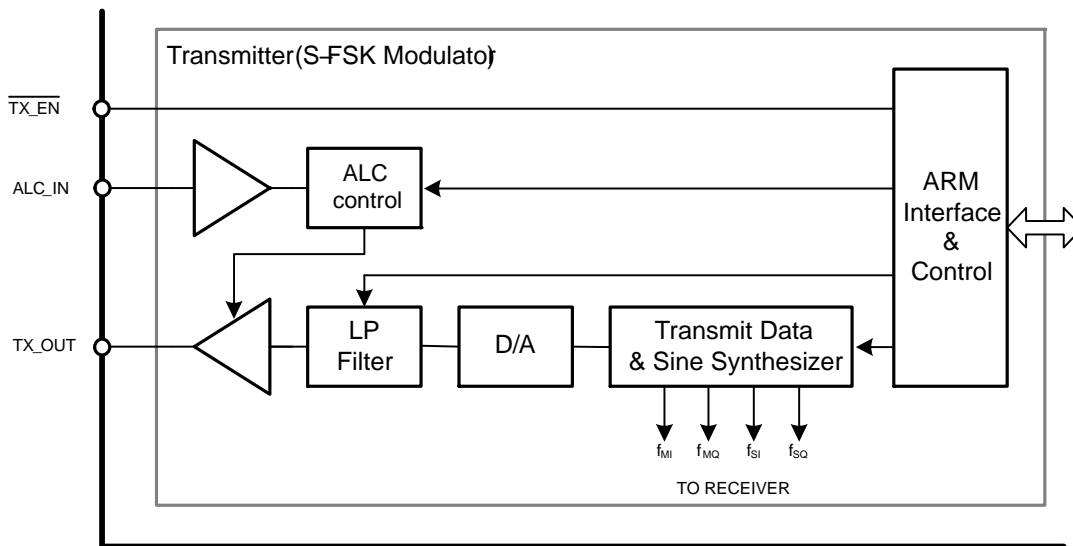 Transmitter(S-FSK Modulator)
TX_EN
ALC_IN
ALC
control
ARM
Interface
&
Control
TX_OUT
LP
Filter
D/A
Transmit Data
& Sine Synthesizer
fMI
fMQ
fSI
fSQ
TO RECEIVER